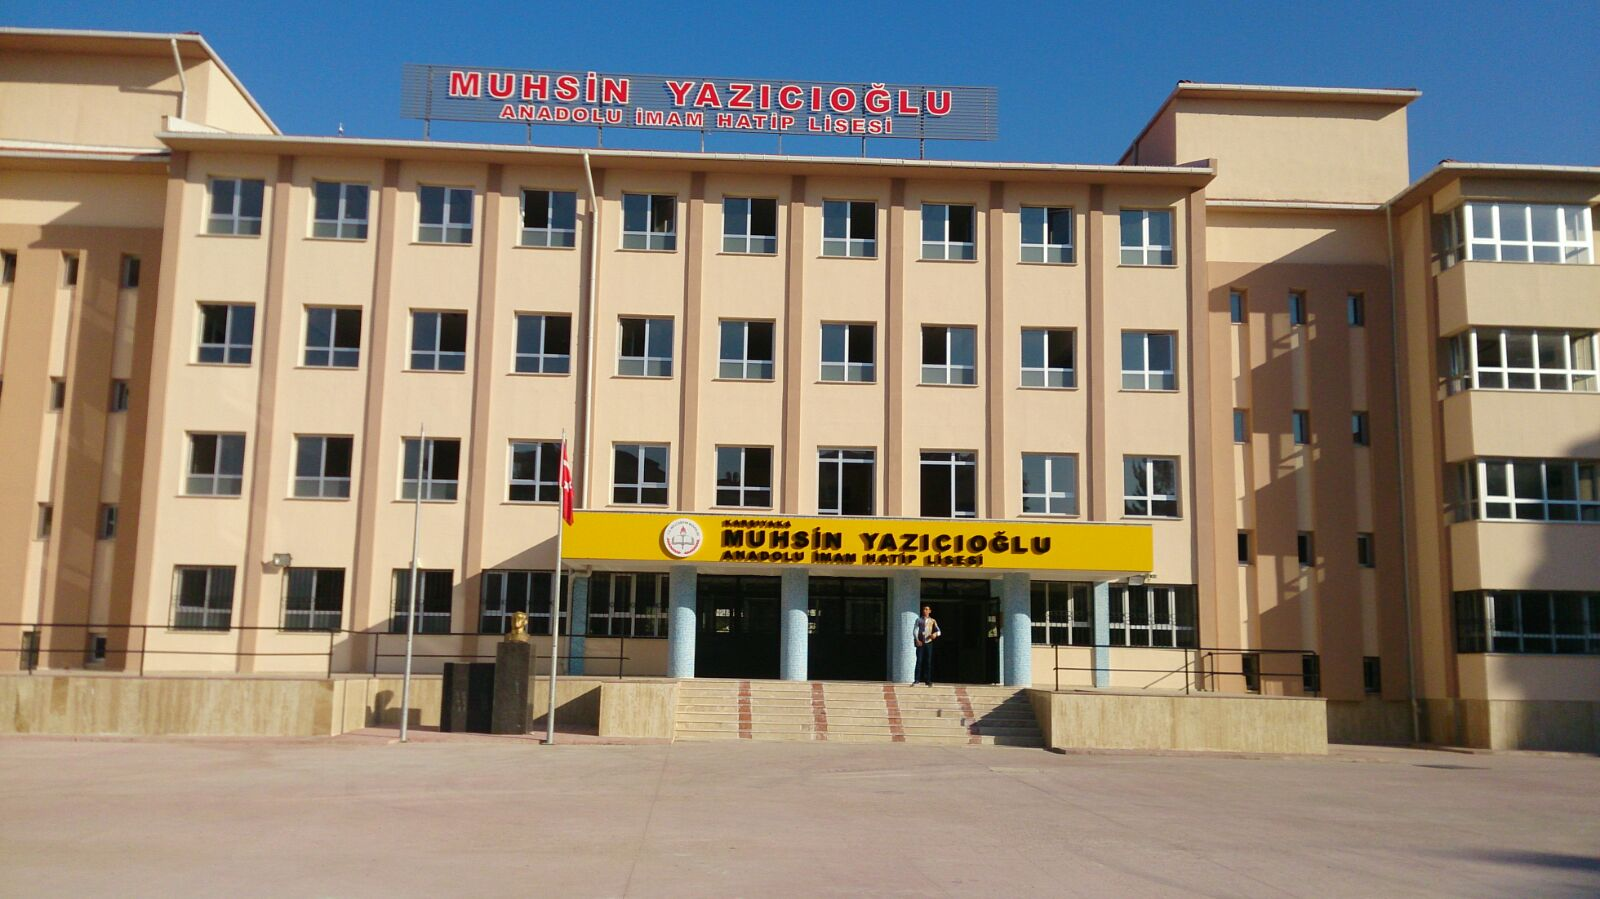 MUHSİN YAZICIOĞLU
ANADOLU İMAM HATİP LİSESİ
KARŞIYAKA
MUHSİN YAZICIOĞLU
ANADOLU İMAM HATİP LİSESİ